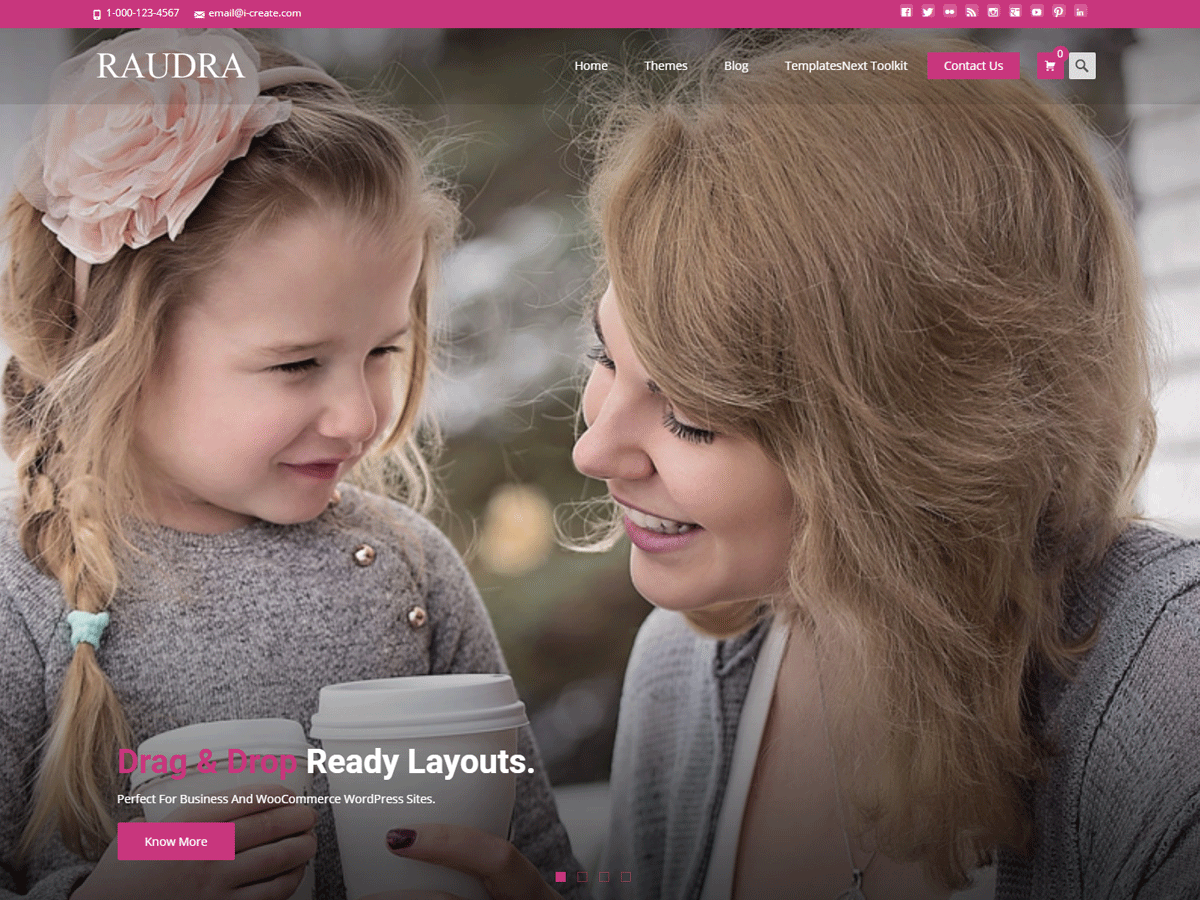 1-000-123-4567 email@i-create.com
RAUDRA
Home Themes Blog TemplatesNext Toolkit Contact Us 0
Drag & Drop Ready Layouts.
Perfect For Business And WooCommerce WordPress Sites.
Know More